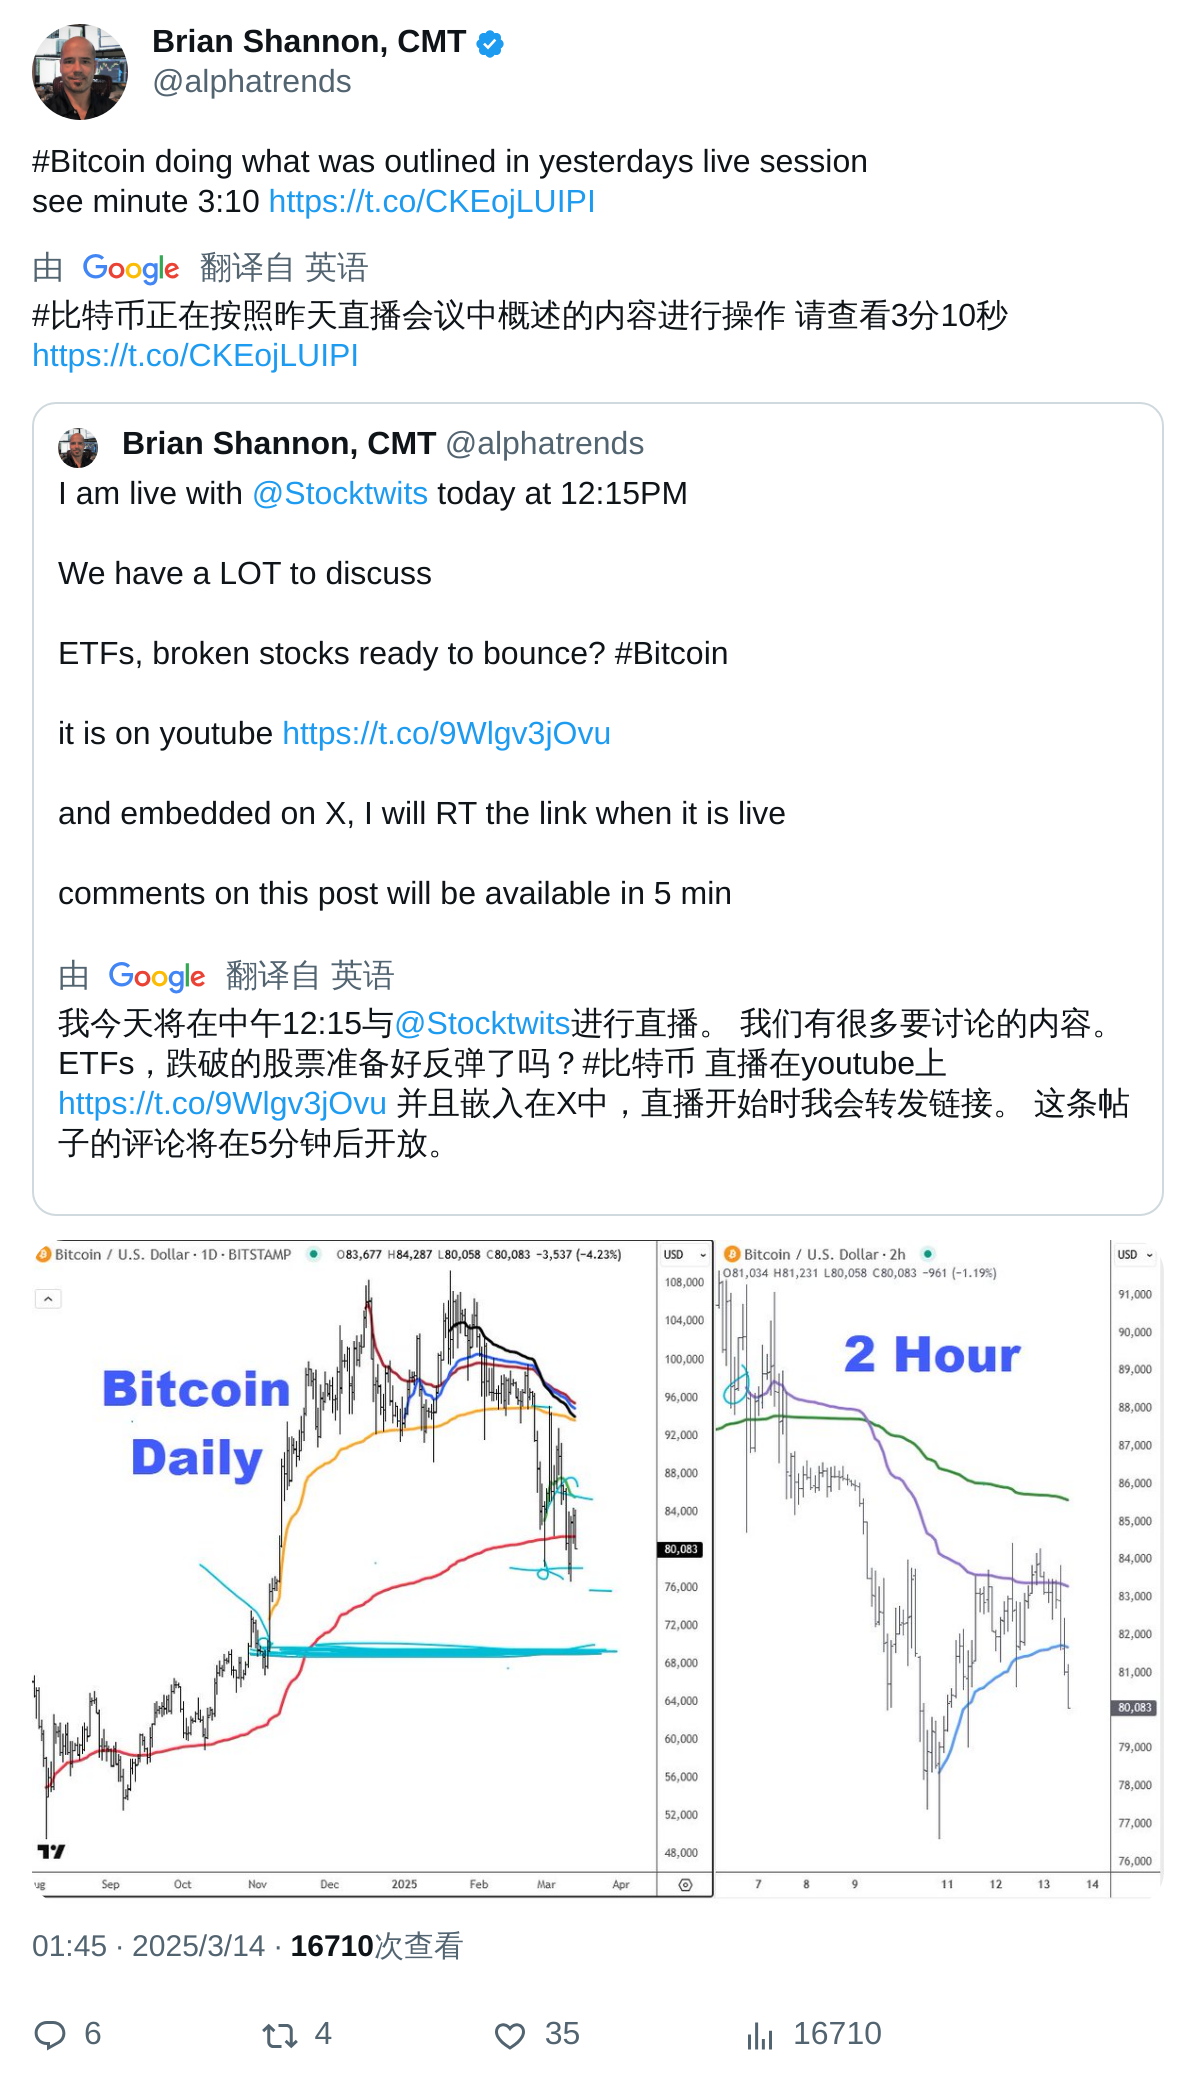 Brian Shannon, CMT
@alphatrends
#Bitcoin doing what was outlined in yesterdays live session
see minute 3:10 https://t.co/CKEojLUIPI
由 Google 翻译自 英语
#比特币正在按照昨天直播会议中概述的内容进行操作 请查看3分10秒
https://t.co/CKEojLUIPI
Brian Shannon, CMT @alphatrends
I am live with @Stocktwits today at 12:15PM
We have a LOT to discuss
ETFs, broken stocks ready to bounce? #Bitcoin
it is on youtube https://t.co/9Wlgv3jOvu
and embedded on X, I will RT the link when it is live
comments on this post will be available in 5 min
由 Google 翻译自 英语
我今天将在中午12:15与@Stocktwits进行直播。 我们有很多要讨论的内容。
ETFs，跌破的股票准备好反弹了吗？#比特币 直播在youtube上
https://t.co/9Wlgv3jOvu 并且嵌入在X中，直播开始时我会转发链接。 这条帖
子的评论将在5分钟后开放。
Bitcoin / U.S. Dollar · 1D · BITSTAMP O83,677 H84,287 L80,058 C80,083 −3,537 (−4.23%) USD
108,000
104,000
100,000
96,000
92,000
88,000
84,000
80,083
76,000
72,000
68,000
64,000
60,000
56,000
52,000
48,000
Bitcoin
Daily
ug Sep Oct Nov Dec 2025 Feb Mar Apr
Bitcoin / U.S. Dollar · 2h USD
O81,034 H81,231 L80,058 C80,083 −961 (−1.19%)
2 Hour
91,000
90,000
89,000
88,000
87,000
86,000
85,000
84,000
83,000
82,000
81,000
80,083
79,000
78,000
77,000
76,000
7 8 9 11 12 13 14
01:45 · 2025/3/14 · 16710次查看
6 4 35 16710